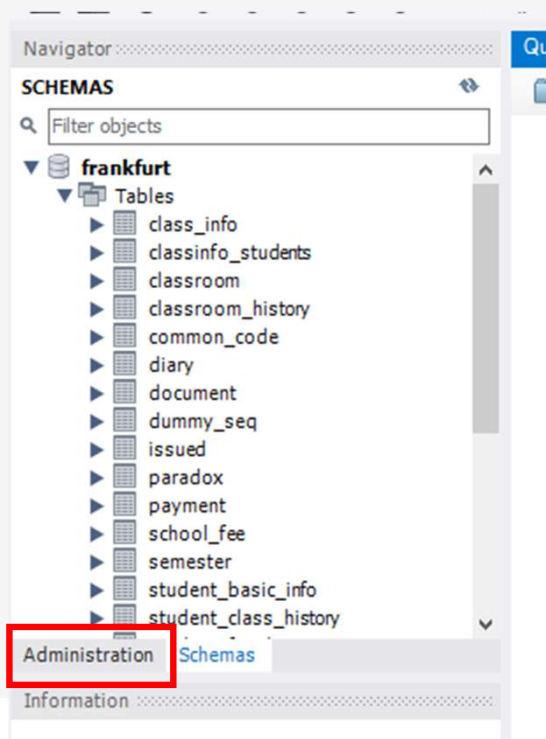 Navigator
SCHEMAS
Filter objects
frankfurt
Tables
class_info
classinfo_students
classroom
classroom_history
common_code
diary
document
dummy_seq
issued
paradox
payment
school_fee
semester
student_basic_info
student_class_history
Administration Schemas
Information